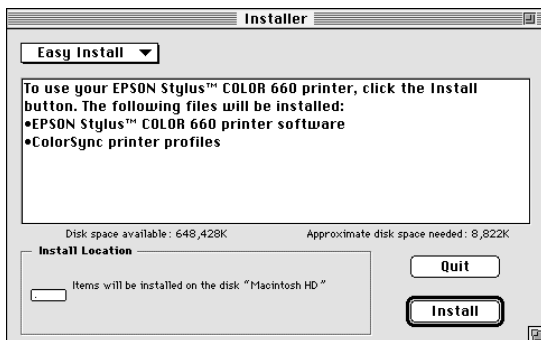 Installer
Easy Install
To use your EPSON Stylus™ COLOR 660 printer, click the Install
button. The following files will be installed:
•EPSON Stylus™ COLOR 660 printer software
•ColorSync printer profiles
Disk space available: 648,428K Approximate disk space needed: 8,822K
Install Location
Items will be installed on the disk "Macintosh HD"
Quit
Install